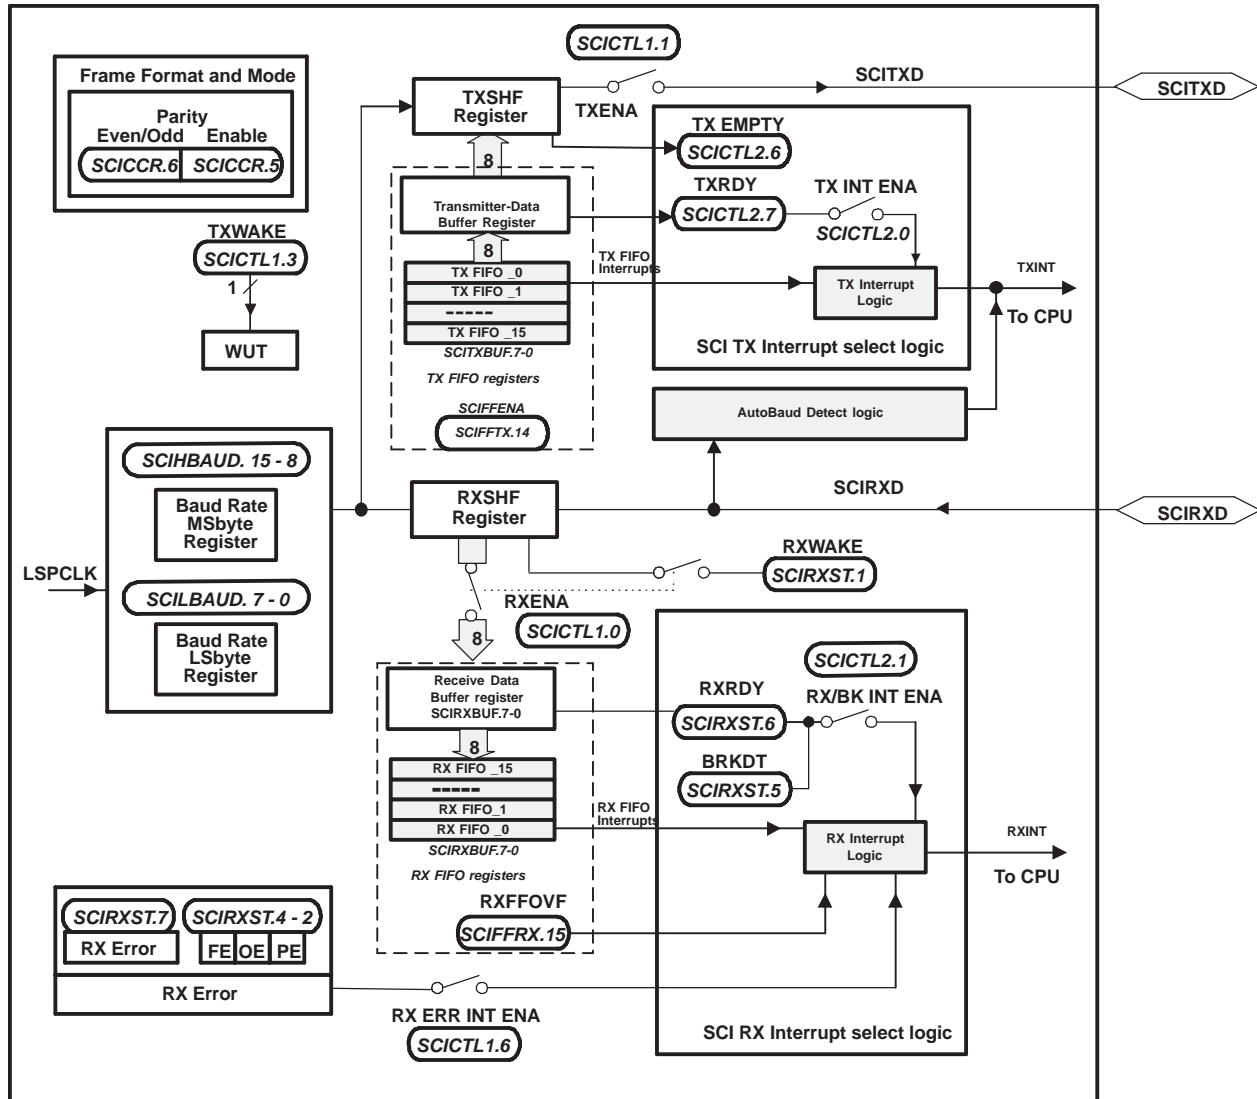 SCICTL1.1
Frame Format and Mode
Parity
Even/Odd Enable
SCICCR.6 SCICCR.5
TXSHF
Register
TXENA
SCITXD
SCITXD
TX EMPTY
SCICTL2.6
8
Transmitter-Data
Buffer Register
TXRDY
SCICTL2.7
TX INT ENA
SCICTL2.0
TXWAKE
SCICTL1.3
1
WUT
8
TX FIFO _0
TX FIFO _1
-----
TX FIFO _15
SCITXBUF.7-0
TX FIFO registers
SCIFFENA
SCIFFTX.14
TX FIFO
Interrupts
TX Interrupt
Logic
TXINT
To CPU
SCI TX Interrupt select logic
AutoBaud Detect logic
SCIHBAUD. 15 - 8
Baud Rate
MSbyte
Register
LSPCLK
SCILBAUD. 7 - 0
Baud Rate
LSbyte
Register
RXSHF
Register
SCIRXD
SCIRXD
RXWAKE
SCIRXST.1
RXENA
SCICTL1.0
8
Receive Data
Buffer register
SCIRXBUF.7-0
8
RX FIFO _15
-----
RX FIFO_1
RX FIFO _0
SCIRXBUF.7-0
RX FIFO registers
SCICTL2.1
RXRDY
SCIRXST.6
RX/BK INT ENA
BRKDT
SCIRXST.5
RX FIFO
Interrupts
RX Interrupt
Logic
RXINT
To CPU
RXFFOVF
SCIFFRX.15
SCIRXST.7 SCIRXST.4 - 2
RX Error FE OE PE
RX Error
RX ERR INT ENA
SCICTL1.6
SCI RX Interrupt select logic